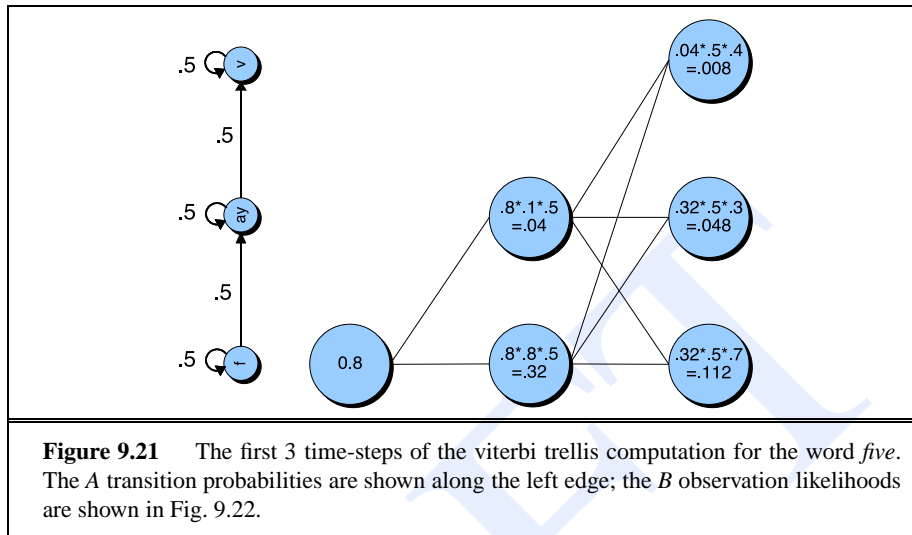 .5 v
.04*.5*.4
=.008
.5
.5 ay
.8*.1*.5
=.04
.32*.5*.3
=.048
.5
.5 f
0.8
.8*.8*.5
=.32
.32*.5*.7
=.112
Figure 9.21 The first 3 time-steps of the viterbi trellis computation for the word five.
The A transition probabilities are shown along the left edge; the B observation likelihoods
are shown in Fig. 9.22.